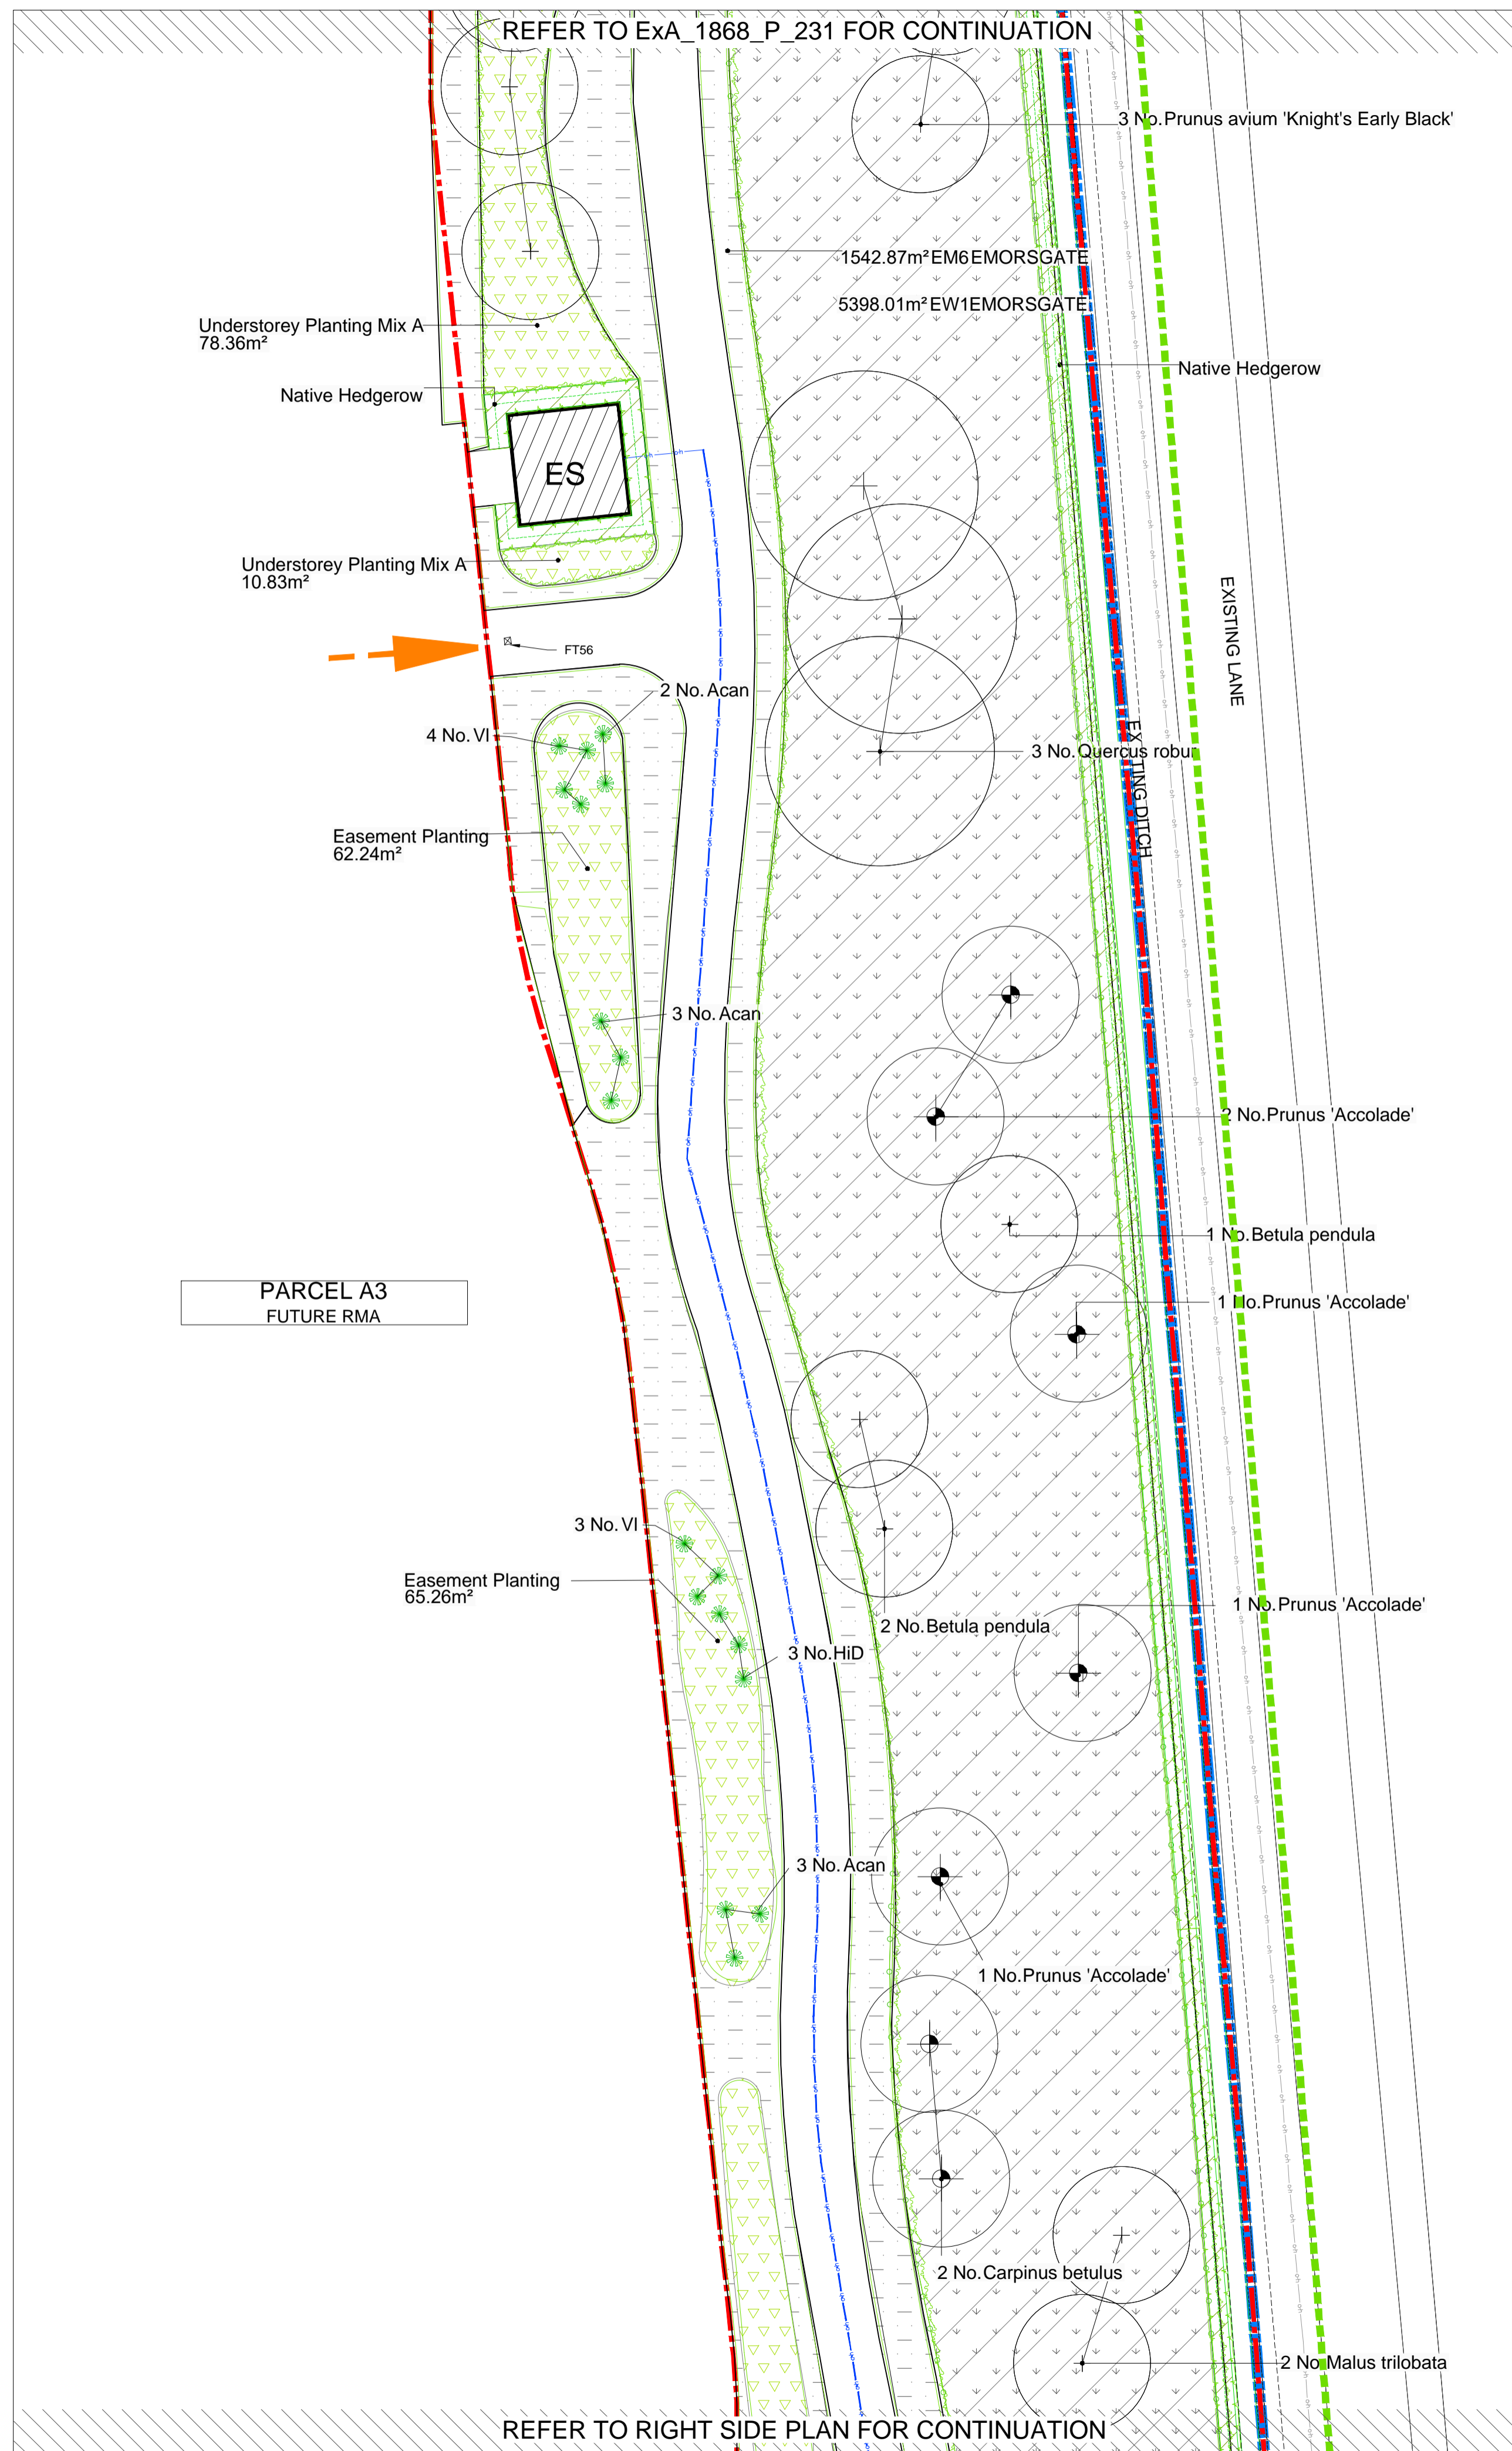 REFER TO ExA_1868_P_231 FOR CONTINUATION
3 No.Prunus avium 'Knight's Early Black'
1542.87m² EM6 EMORSGATE
5398.01m² EW1EMORSGATE
Understorey Planting Mix A
78.36m²
Native Hedgerow
Native Hedgerow
ES
Understorey Planting Mix A
10.83m²
EXISTING LANE
FT56
2 No. Acan
4 No. VI
3 No.Quercus robur
EXISTING DITCH
Easement Planting
62.24m²
3 No. Acan
2 No.Prunus 'Accolade'
1 No.Betula pendula
PARCEL A3
FUTURE RMA
1 No.Prunus 'Accolade'
3 No. VI
Easement Planting
65.26m²
1 No.Prunus 'Accolade'
2 No.Betula pendula
3 No.HiD
3 No. Acan
1 No.Prunus 'Accolade'
2 No.Carpinus betulus
2 No.Malus trilobata
REFER TO RIGHT SIDE PLAN FOR CONTINUATION